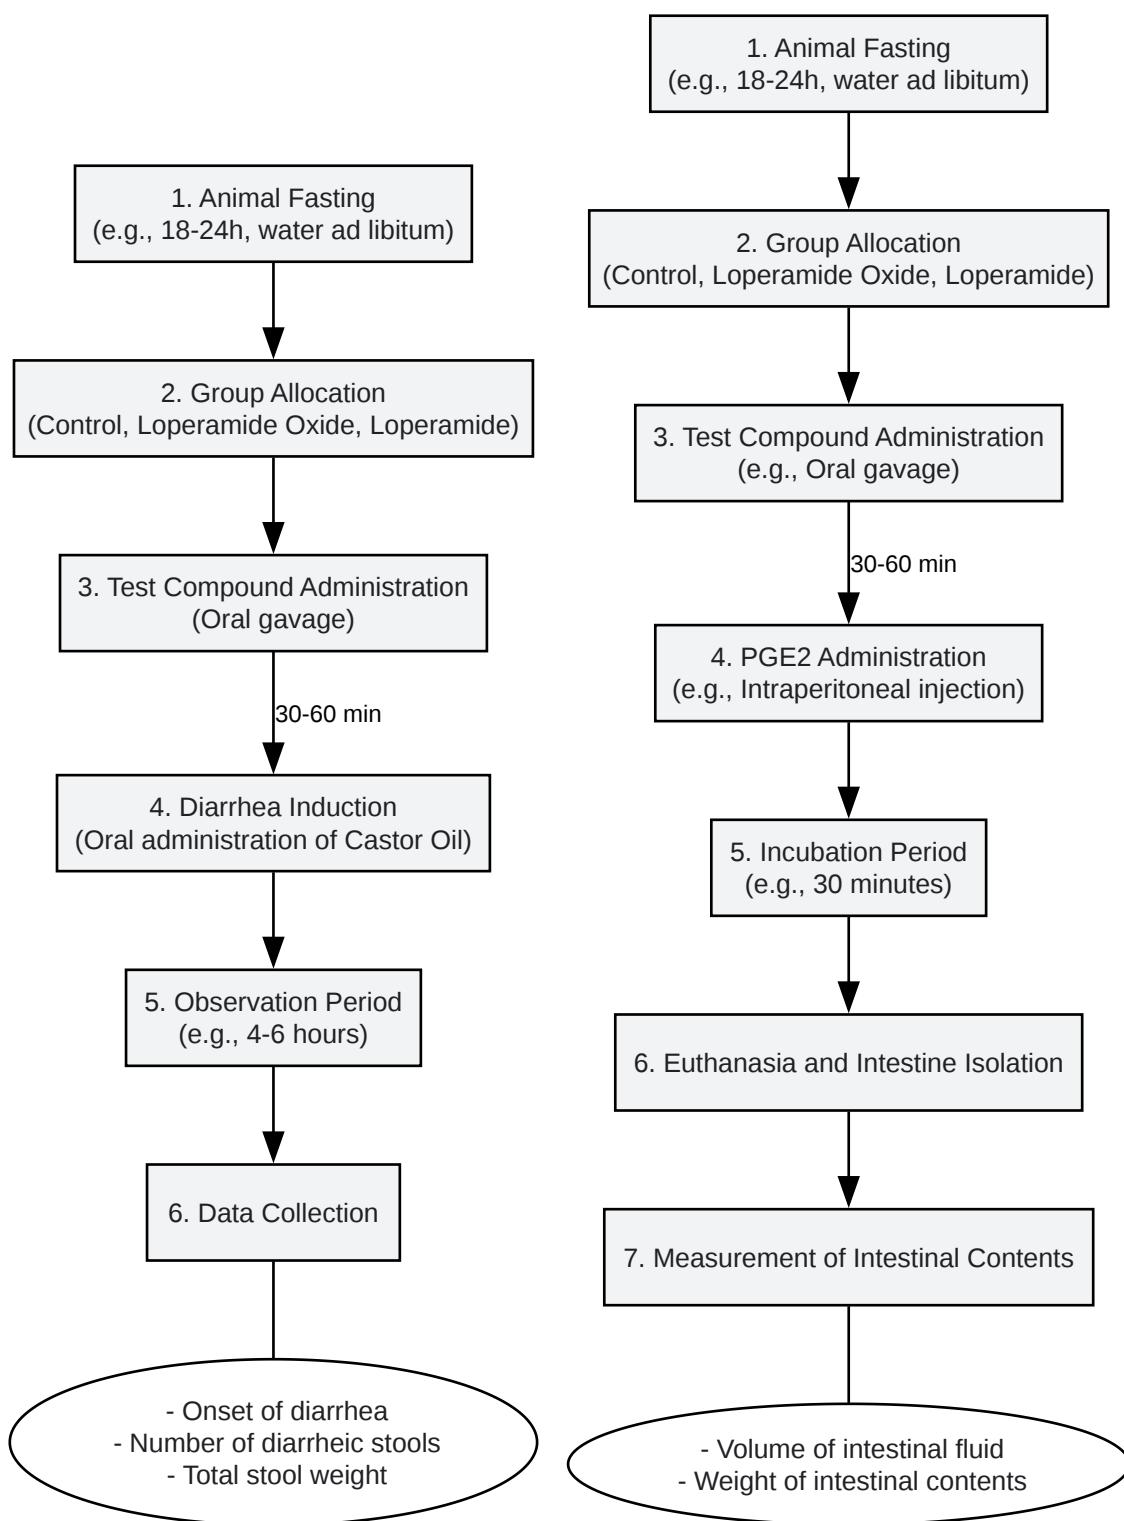 1. Animal Fasting
(e.g., 18-24h, water ad libitum)
2. Group Allocation
(Control, Loperamide Oxide, Loperamide)
3. Test Compound Administration
(Oral gavage)
30-60 min
4. Diarrhea Induction
(Oral administration of Castor Oil)
5. Observation Period
(e.g., 4-6 hours)
6. Data Collection
- Onset of diarrhea
- Number of diarrheic stools
- Total stool weight
1. Animal Fasting
(e.g., 18-24h, water ad libitum)
2. Group Allocation
(Control, Loperamide Oxide, Loperamide)
3. Test Compound Administration
(e.g., Oral gavage)
30-60 min
4. PGE2 Administration
(e.g., Intraperitoneal injection)
5. Incubation Period
(e.g., 30 minutes)
6. Euthanasia and Intestine Isolation
7. Measurement of Intestinal Contents
- Volume of intestinal fluid
- Weight of intestinal contents